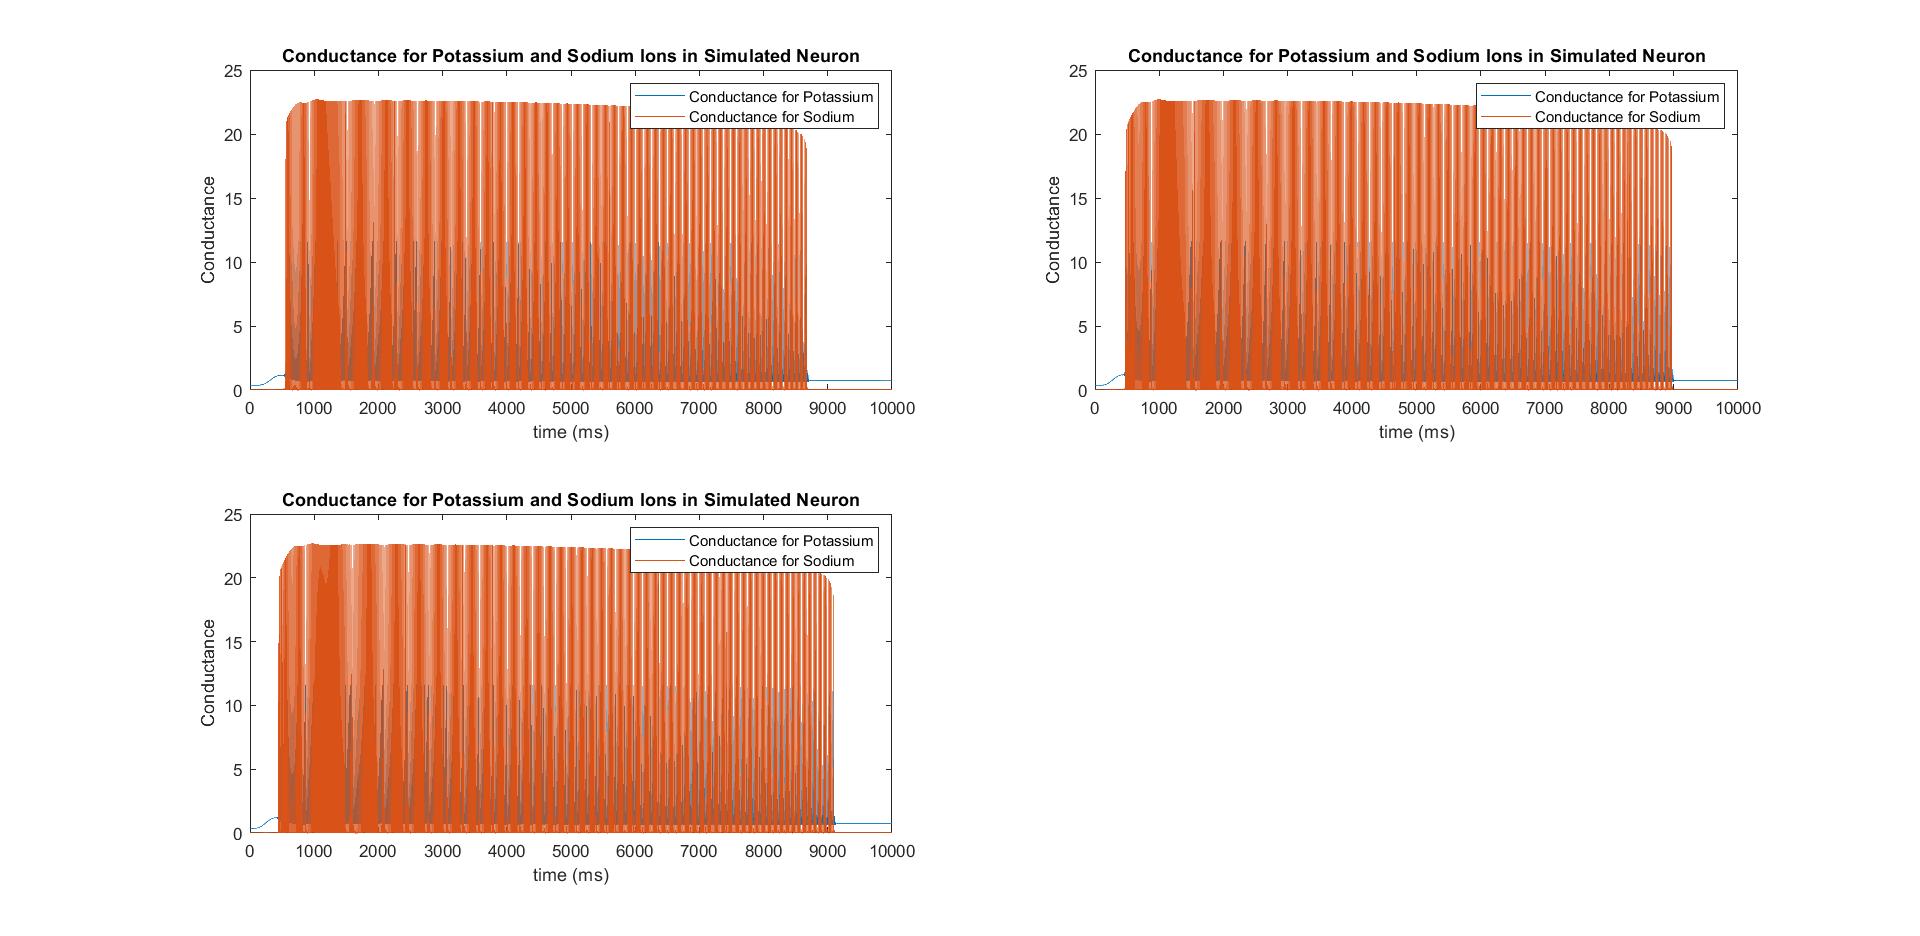 Conductance for Potassium and Sodium Ions in Simulated Neuron
25
20
15
10
5
0
Conductance
Conductance for Potassium
Conductance for Sodium
0 1000 2000 3000 4000 5000 6000 7000 8000 9000 10000
time (ms)
Conductance for Potassium and Sodium Ions in Simulated Neuron
25
20
15
10
5
0
Conductance
Conductance for Potassium
Conductance for Sodium
0 1000 2000 3000 4000 5000 6000 7000 8000 9000 10000
time (ms)
Conductance for Potassium and Sodium Ions in Simulated Neuron
25
20
15
10
5
0
Conductance
Conductance for Potassium
Conductance for Sodium
0 1000 2000 3000 4000 5000 6000 7000 8000 9000 10000
time (ms)